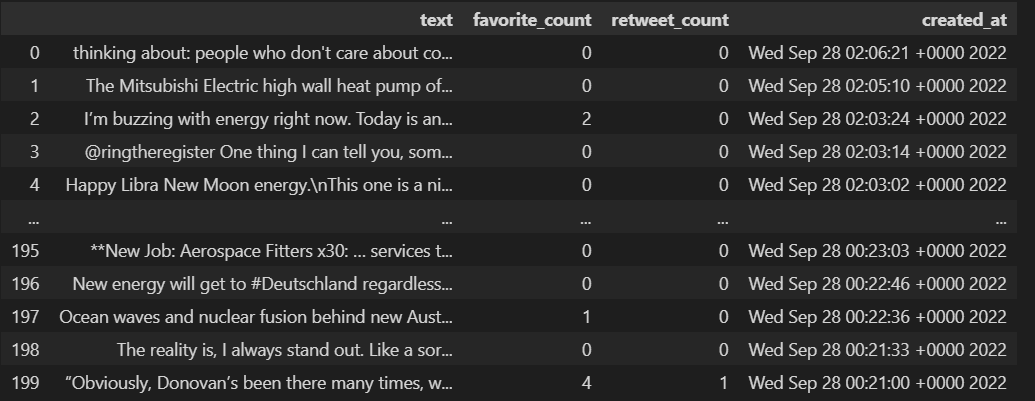 text favorite_count retweet_count created_at
0 thinking about: people who don't care about co... 0 0 Wed Sep 28 02:06:21 +0000 2022
1 The Mitsubishi Electric high wall heat pump of... 0 0 Wed Sep 28 02:05:10 +0000 2022
2 I’m buzzing with energy right now. Today is an... 2 0 Wed Sep 28 02:03:24 +0000 2022
3 @ringtheregister One thing I can tell you, som... 0 0 Wed Sep 28 02:03:14 +0000 2022
4 Happy Libra New Moon energy.\nThis one is a ni... 0 0 Wed Sep 28 02:03:02 +0000 2022
... ... ... ... ...
195 **New Job: Aerospace Fitters x30: ... services t... 0 0 Wed Sep 28 00:23:03 +0000 2022
196 New energy will get to #Deutschland regardless... 0 0 Wed Sep 28 00:22:46 +0000 2022
197 Ocean waves and nuclear fusion behind new Aust... 1 0 Wed Sep 28 00:22:36 +0000 2022
198 The reality is, I always stand out. Like a sor... 0 0 Wed Sep 28 00:21:33 +0000 2022
199 “Obviously, Donovan’s been there many times, w... 4 1 Wed Sep 28 00:21:00 +0000 2022